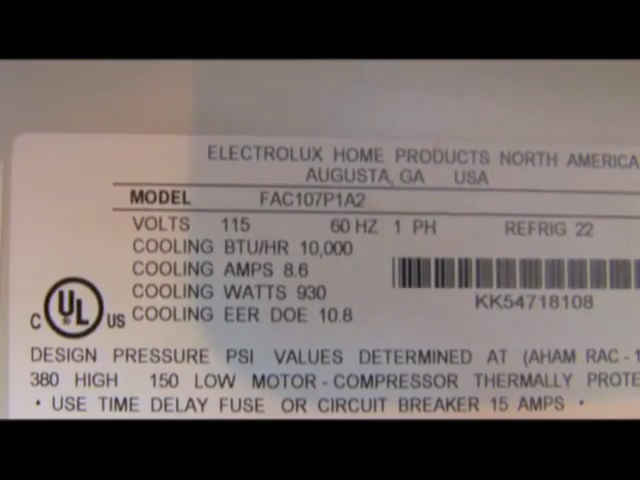 ELECTROLUX HOME PRODUCTS NORTH AMERICA
AUGUSTA, GA USA
MODEL FAC107P1A2
VOLTS 115 60 HZ 1 PH REFRIG 22
COOLING BTU/HR 10,000
COOLING AMPS 8.6
COOLING WATTS 930
COOLING EER DOE 10.8
KK54718108
C UL US
DESIGN PRESSURE PSI VALUES DETERMINED AT (AHAM RAC-1
380 HIGH 150 LOW MOTOR-COMPRESSOR THERMALLY PROTE
• USE TIME DELAY FUSE OR CIRCUIT BREAKER 15 AMPS •